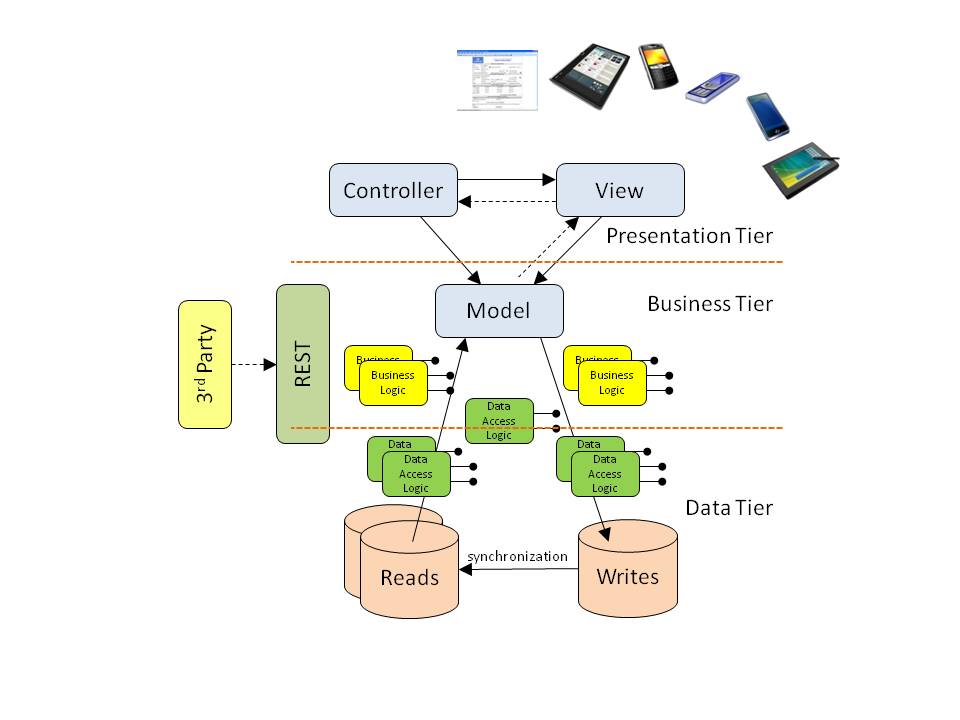 Controller
View
Presentation Tier
Business Tier
Model
3rd Party
REST
Business
Business
Logic
Business
Business
Logic
Data
Access
Logic
Data
Data
Access
Logic
Data
Data
Access
Logic
Data Tier
synchronization
Reads
Writes